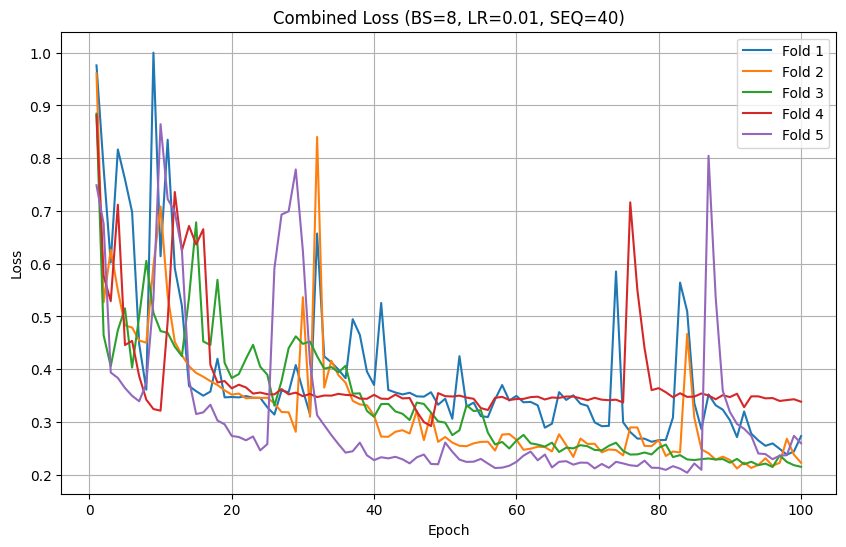 Combined Loss (BS=8, LR=0.01, SEQ=40)
Loss
1.0
0.9
0.8
0.7
0.6
0.5
0.4
0.3
0.2
Fold 1
Fold 2
Fold 3
Fold 4
Fold 5
0 20 40 60 80 100
Epoch